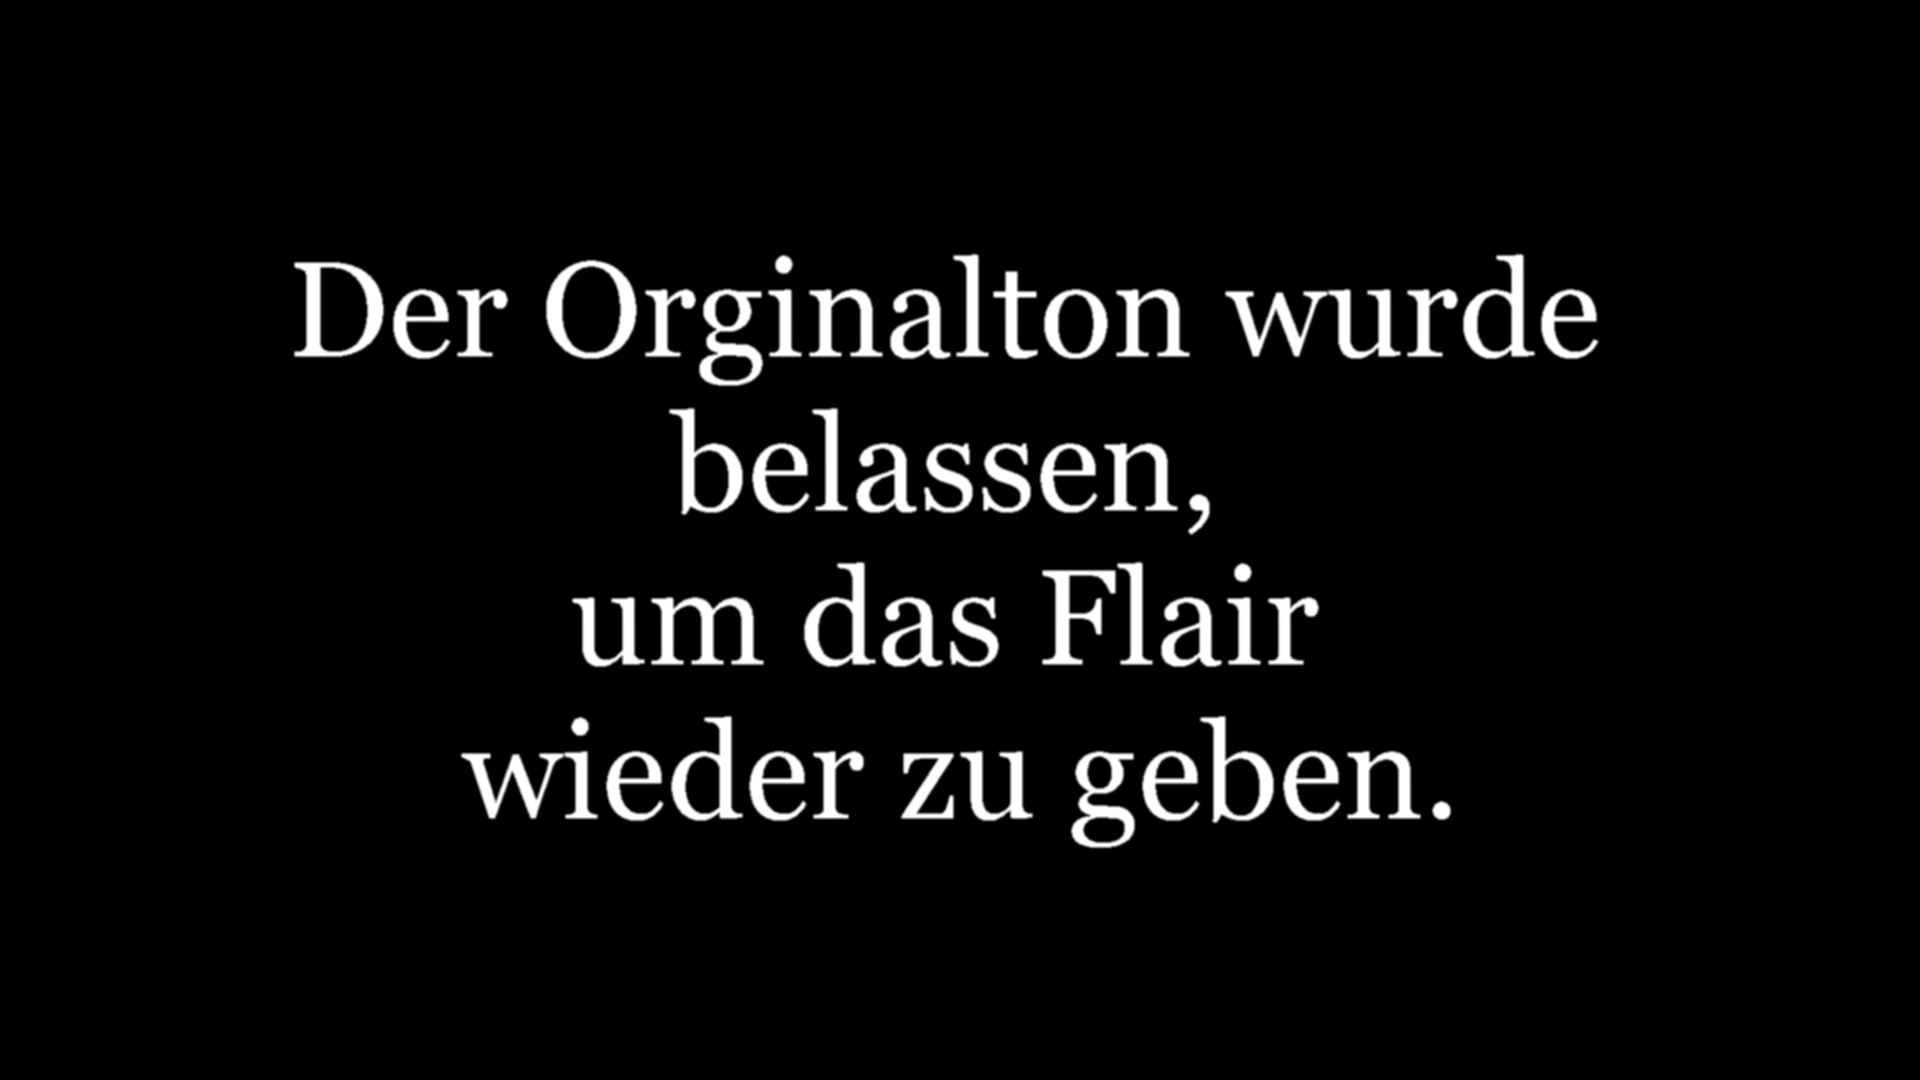 Der Orginalton wurde
belassen,
um das Flair
wieder zu geben.